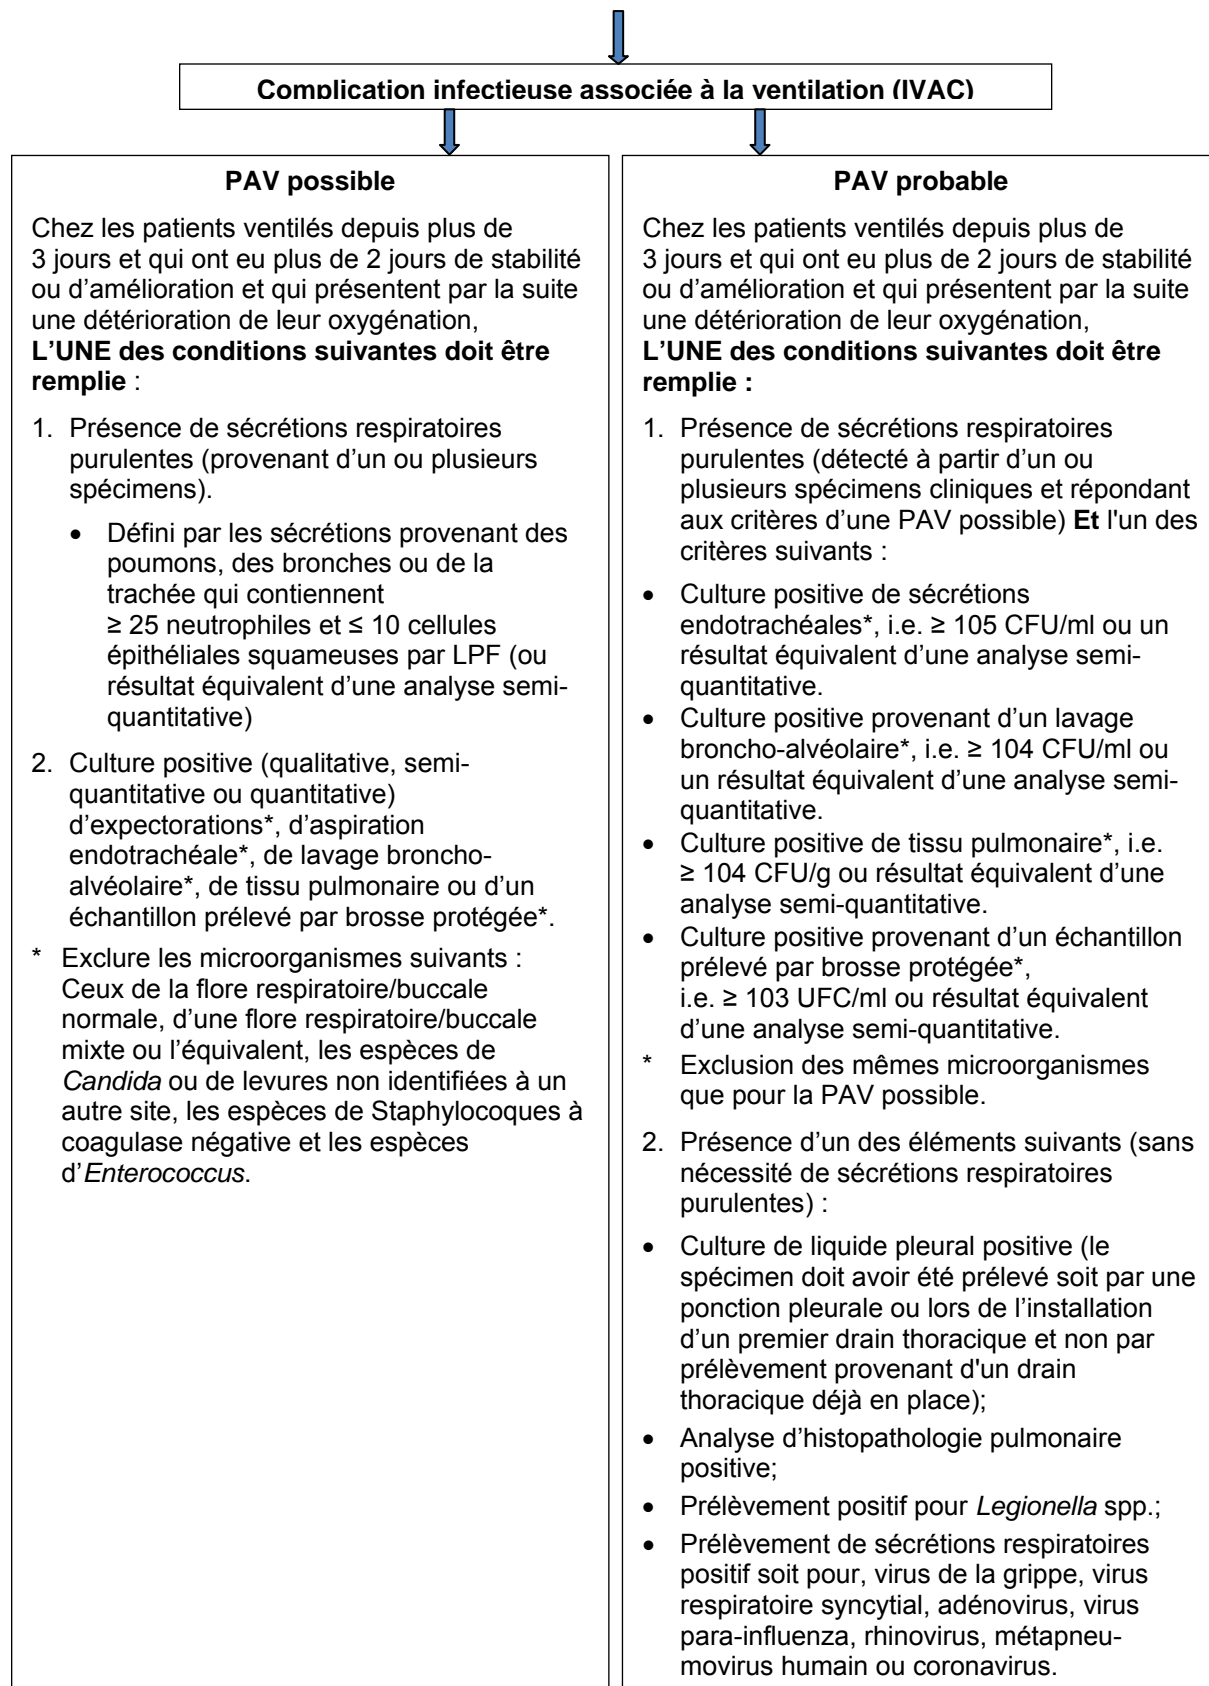 Complication infectieuse associée à la ventilation (IVAC)
PAV possible
Chez les patients ventilés depuis plus de
3 jours et qui ont eu plus de 2 jours de stabilité
ou d’amélioration et qui présentent par la suite
une détérioration de leur oxygénation,
L’UNE des conditions suivantes doit être
remplie :
1. Présence de sécrétions respiratoires
purulentes (provenant d’un ou plusieurs
spécimens).
• Défini par les sécrétions provenant des
poumons, des bronches ou de la
trachée qui contiennent
≥ 25 neutrophiles et ≤ 10 cellules
épithéliales squameuses par LPF (ou
résultat équivalent d’une analyse semi-
quantitative)
2. Culture positive (qualitative, semi-
quantitative ou quantitative)
d’expectorations*, d’aspiration
endotrachéale*, de lavage broncho-
alvéolaire*, de tissu pulmonaire ou d’un
échantillon prélevé par brosse protégée*.
* Exclure les microorganismes suivants :
Ceux de la flore respiratoire/buccale
normale, d’une flore respiratoire/buccale
mixte ou l’équivalent, les espèces de
Candida ou de levures non identifiées à un
autre site, les espèces de Staphylocoques à
coagulase négative et les espèces
d’Enterococcus.
PAV probable
Chez les patients ventilés depuis plus de
3 jours et qui ont eu plus de 2 jours de stabilité
ou d’amélioration et qui présentent par la suite
une détérioration de leur oxygénation,
L’UNE des conditions suivantes doit être
remplie :
1. Présence de sécrétions respiratoires
purulentes (détecté à partir d’un ou
plusieurs spécimens cliniques et répondant
aux critères d’une PAV possible) Et l'un des
critères suivants :
• Culture positive de sécrétions
endotrachéales*, i.e. ≥ 105 CFU/ml ou un
résultat équivalent d’une analyse semi-
quantitative.
• Culture positive provenant d’un lavage
broncho-alvéolaire*, i.e. ≥ 104 CFU/ml ou
un résultat équivalent d’une analyse semi-
quantitative.
• Culture positive de tissu pulmonaire*, i.e.
≥ 104 CFU/g ou résultat équivalent d’une
analyse semi-quantitative.
• Culture positive provenant d’un échantillon
prélevé par brosse protégée*,
i.e. ≥ 103 UFC/ml ou résultat équivalent
d’une analyse semi-quantitative.
* Exclusion des mêmes microorganismes
que pour la PAV possible.
2. Présence d’un des éléments suivants (sans
nécessité de sécrétions respiratoires
purulentes) :
• Culture de liquide pleural positive (le
spécimen doit avoir été prélevé soit par une
ponction pleurale ou lors de l’installation
d’un premier drain thoracique et non par
prélèvement provenant d'un drain
thoracique déjà en place);
• Analyse d’histopathologie pulmonaire
positive;
• Prélèvement positif pour Legionella spp.;
• Prélèvement de sécrétions respiratoires
positif soit pour, virus de la grippe, virus
respiratoire syncytial, adénovirus, virus
para-influenza, rhinovirus, métapneu-
movirus humain ou coronavirus.